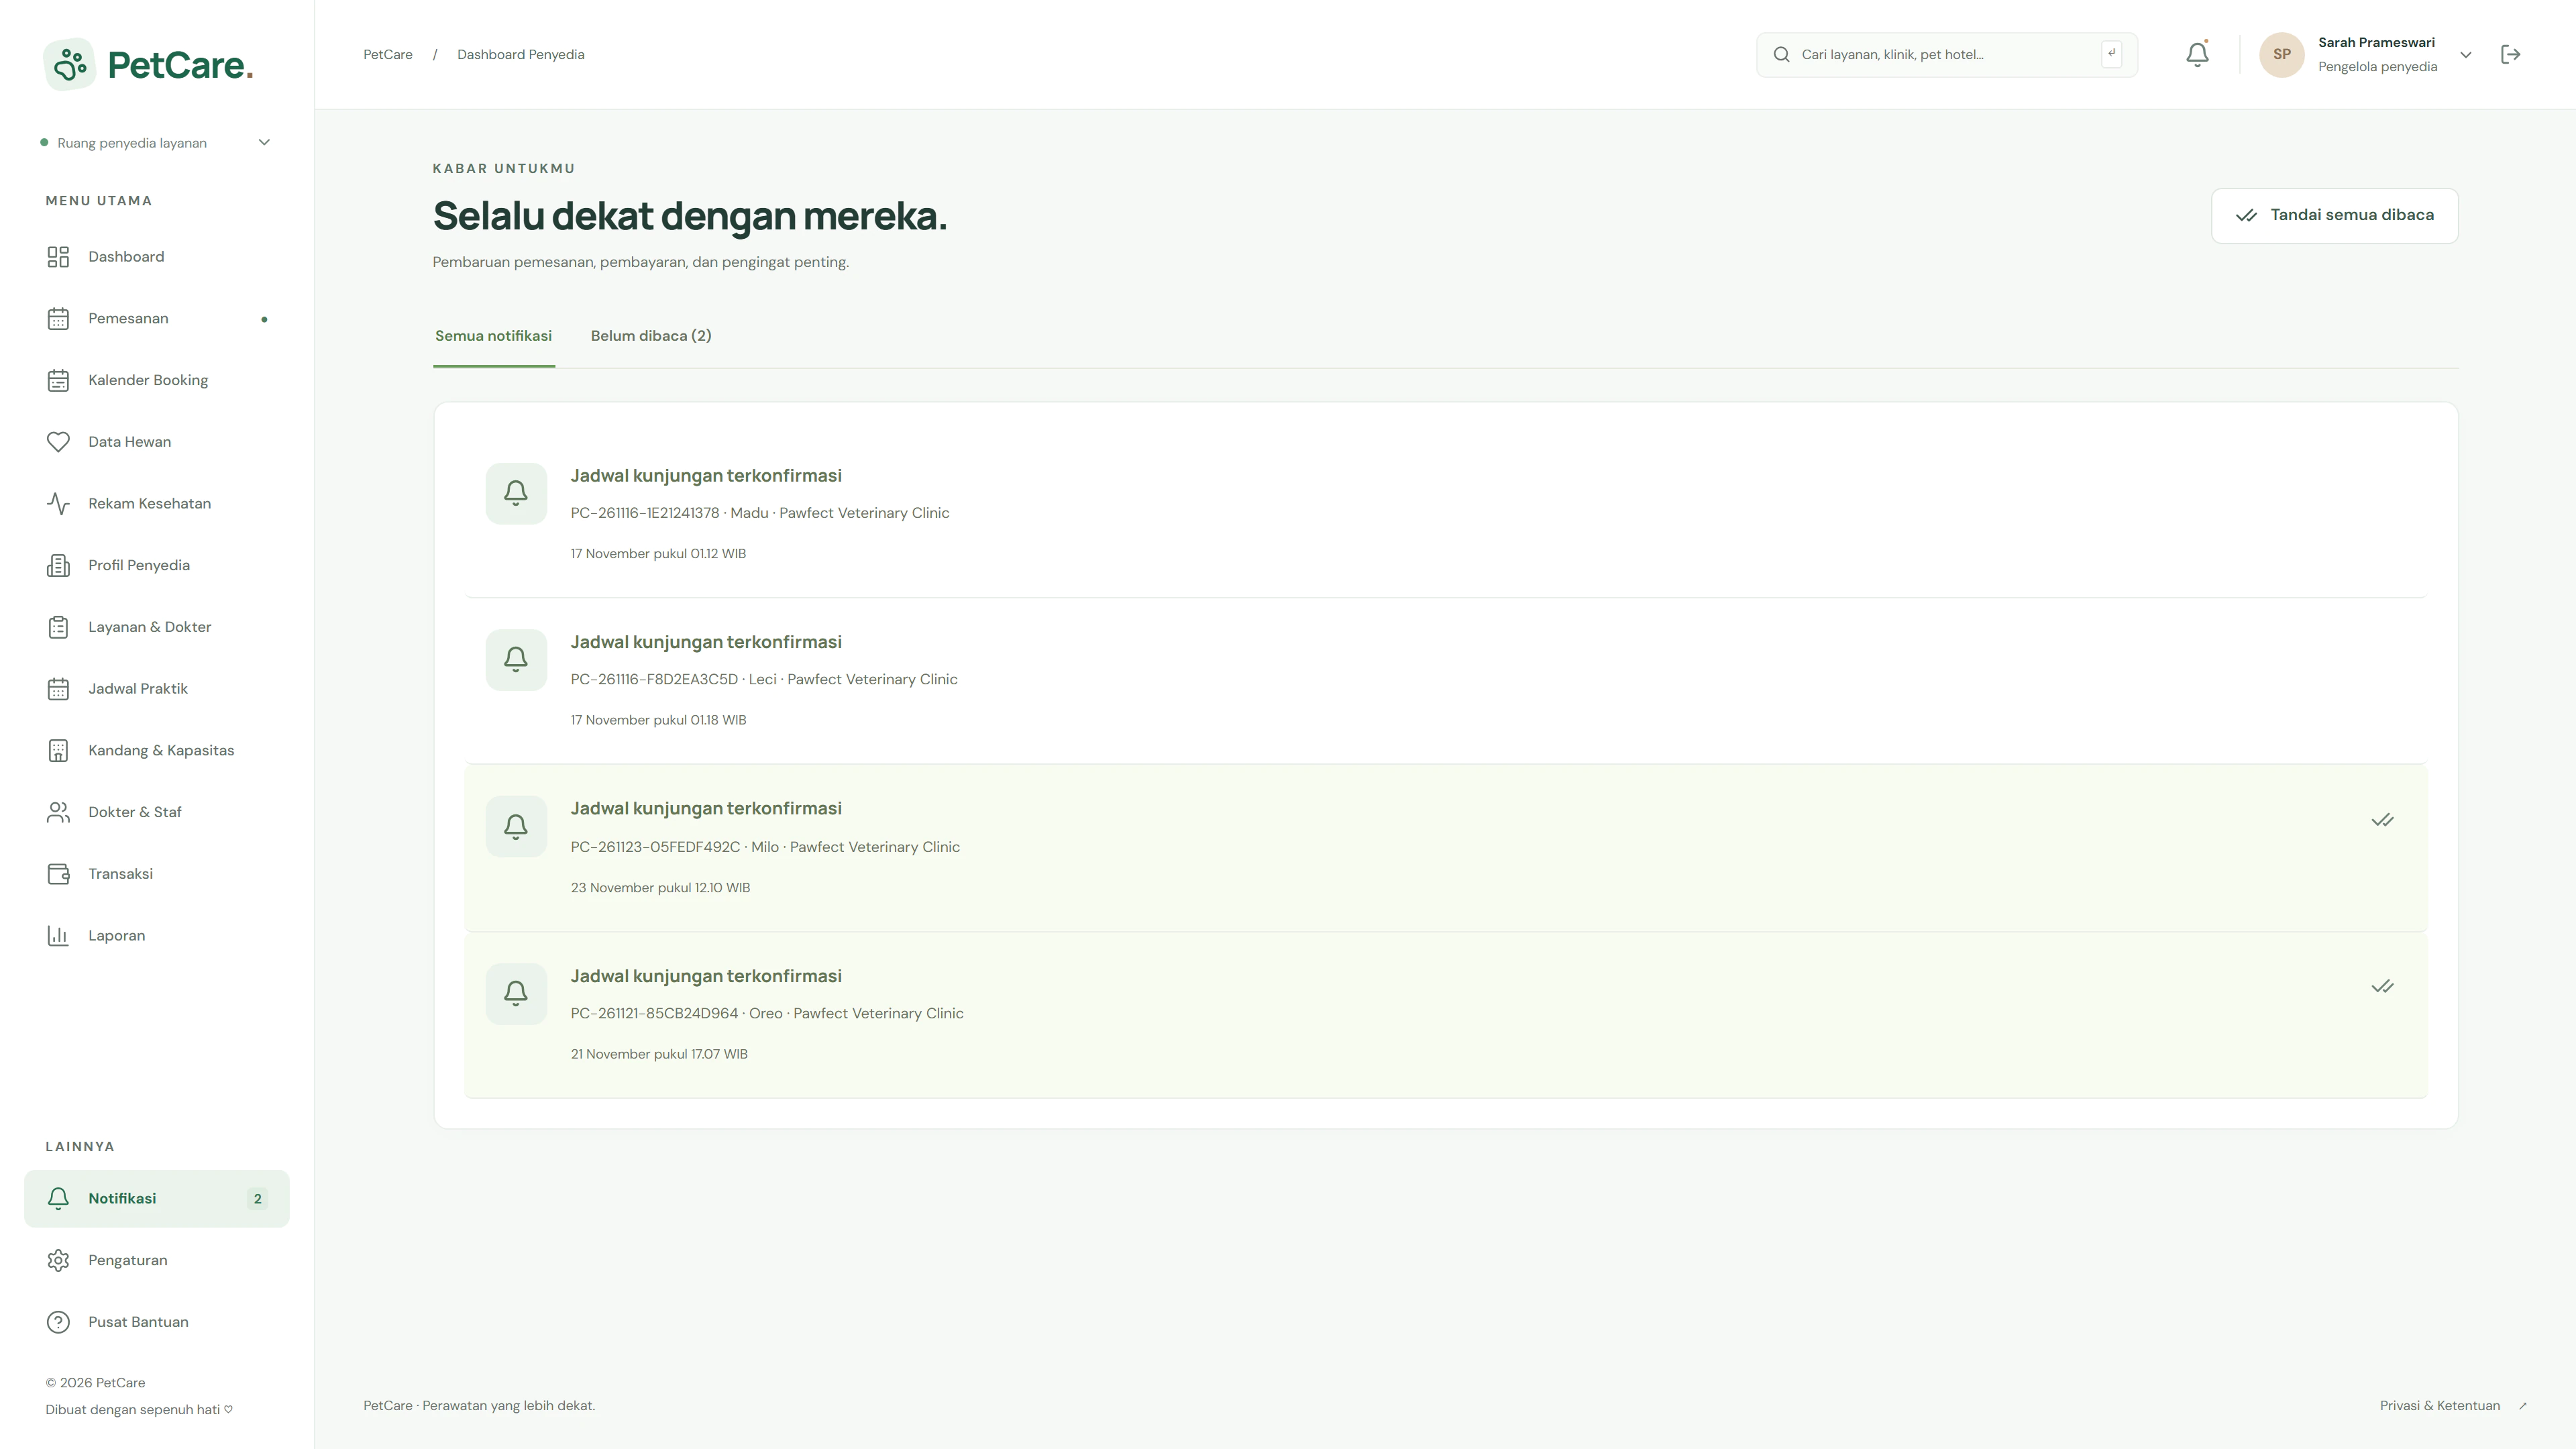 PetCare.
Ruang penyedia layanan
MENU UTAMA
Dashboard
Pemesanan
Kalender Booking
Data Hewan
Rekam Kesehatan
Profil Penyedia
Layanan & Dokter
Jadwal Praktik
Kandang & Kapasitas
Dokter & Staf
Transaksi
Laporan
LAINNYA
Notifikasi 2
Pengaturan
Pusat Bantuan
© 2026 PetCare
Dibuat dengan sepenuh hati ♡
PetCare / Dashboard Penyedia
Cari layanan, klinik, pet hotel... ↵
SP
Sarah Prameswari
Pengelola penyedia
KABAR UNTUKMU
Selalu dekat dengan mereka.
Pembaruan pemesanan, pembayaran, dan pengingat penting.
Tandai semua dibaca
Semua notifikasi
Belum dibaca (2)
Jadwal kunjungan terkonfirmasi
PC-261116-1E21241378 · Madu · Pawfect Veterinary Clinic
17 November pukul 01.12 WIB
Jadwal kunjungan terkonfirmasi
PC-261116-F8D2EA3C5D · Leci · Pawfect Veterinary Clinic
17 November pukul 01.18 WIB
Jadwal kunjungan terkonfirmasi
PC-261123-05FEDF492C · Milo · Pawfect Veterinary Clinic
23 November pukul 12.10 WIB
Jadwal kunjungan terkonfirmasi
PC-261121-85CB24D964 · Oreo · Pawfect Veterinary Clinic
21 November pukul 17.07 WIB
PetCare · Perawatan yang lebih dekat.
Privasi & Ketentuan ↗